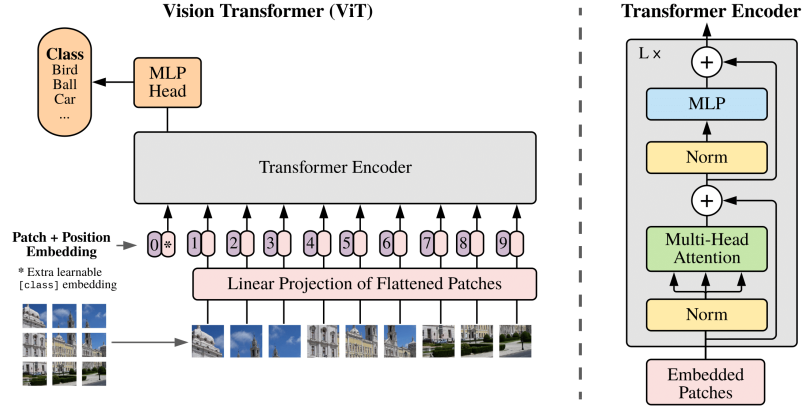 Vision Transformer (ViT)
Class
Bird
Ball
Car
...
MLP
Head
Transformer Encoder
Patch + Position
Embedding
0 * 1 2 3 4 5 6 7 8 9
* Extra learnable
[class] embedding
Linear Projection of Flattened Patches
Transformer Encoder
L x
+
MLP
Norm
+
Multi-Head
Attention
Norm
Embedded
Patches